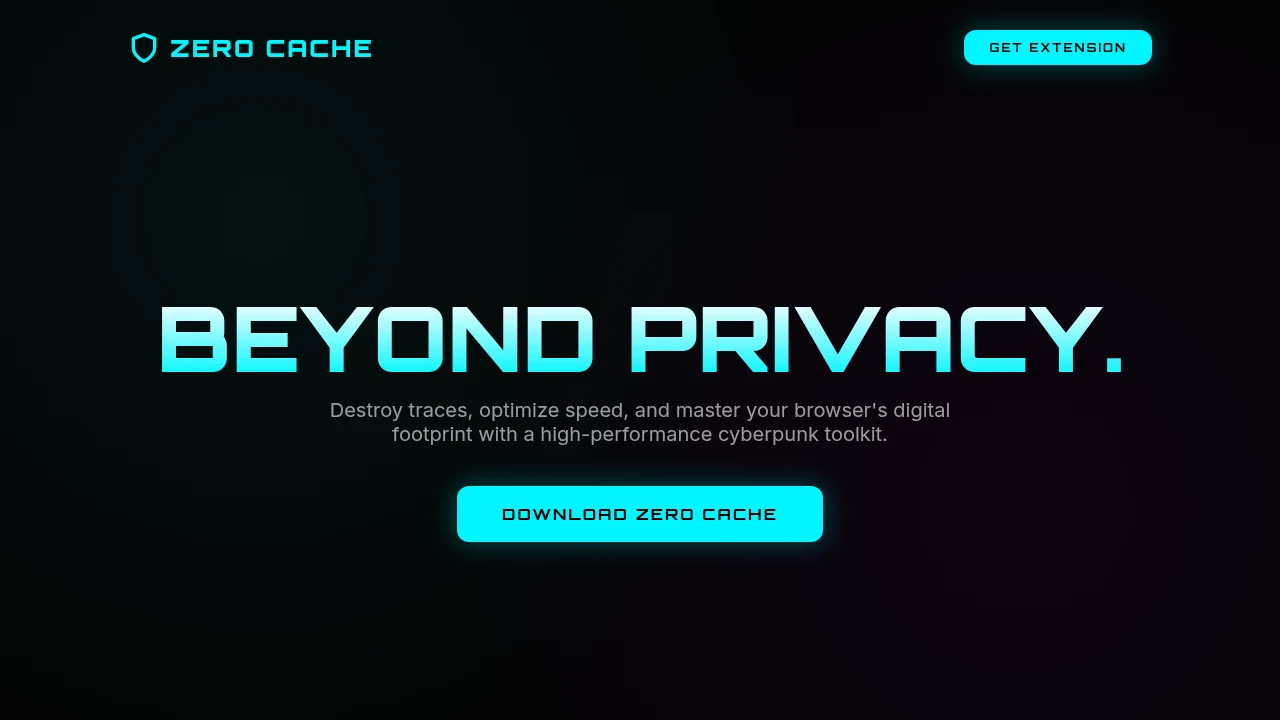 ZERO CACHE
GET EXTENSION
BEYOND PRIVACY.
Destroy traces, optimize speed, and master your browser's digital
footprint with a high-performance cyberpunk toolkit.
DOWNLOAD ZERO CACHE